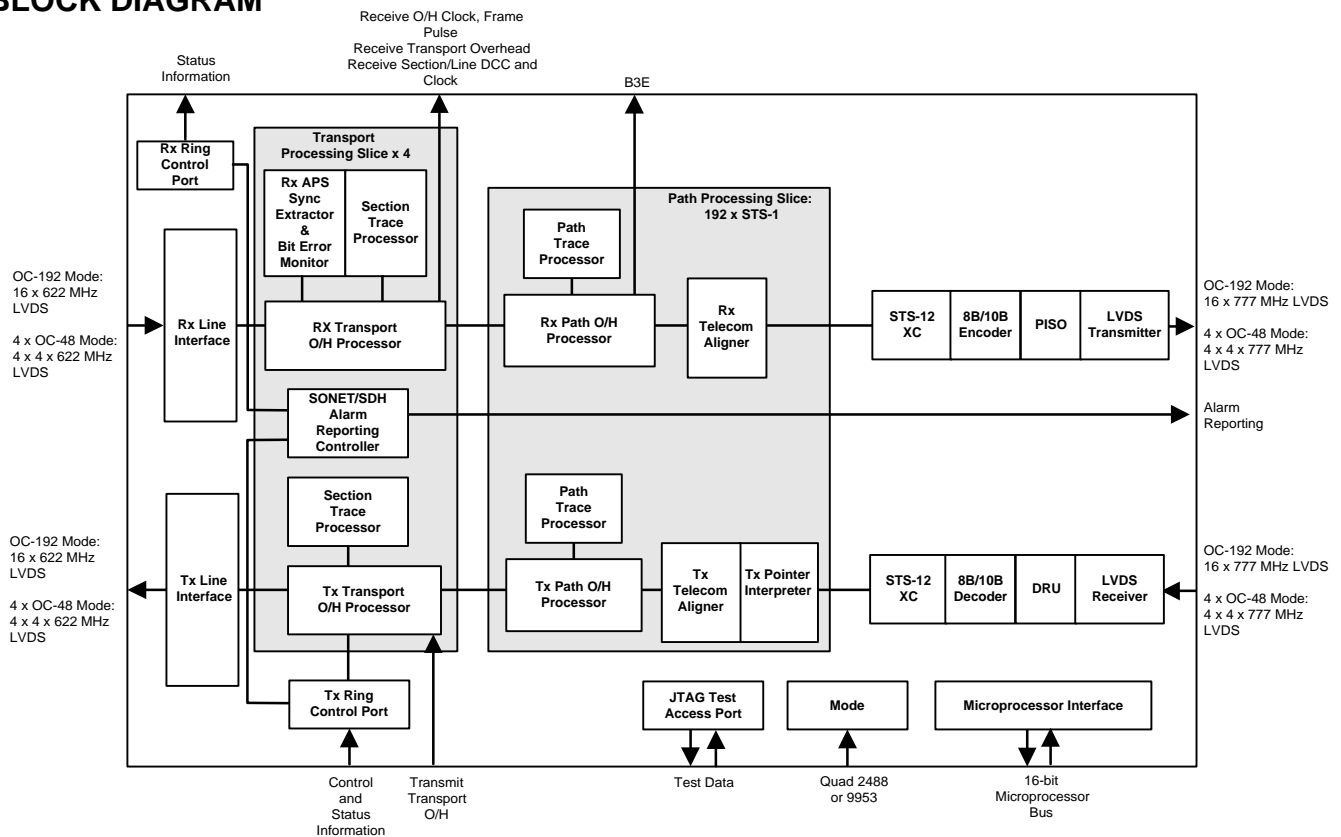 BLOCK DIAGRAM
Receive O/H Clock, Frame
Pulse
Receive Transport Overhead
Receive Section/Line DCC and
Clock
Status
Information
B3E
Rx Ring
Control
Port
Transport
Processing Slice x 4
Rx APS
Sync
Extractor
&
Bit Error
Monitor
Section
Trace
Processor
Path Processing Slice:
192 x STS-1
Path
Trace
Processor
OC-192 Mode:
16 x 622 MHz
LVDS
4 x OC-48 Mode:
4 x 4 x 622 MHz
LVDS
Rx Line
Interface
RX Transport
O/H Processor
Rx Path O/H
Processor
Rx
Telecom
Aligner
STS-12
XC
8B/10B
Encoder
PISO
LVDS
Transmitter
OC-192 Mode:
16 x 777 MHz LVDS
4 x OC-48 Mode:
4 x 4 x 777 MHz
LVDS
SONET/SDH
Alarm
Reporting
Controller
Alarm
Reporting
Section
Trace
Processor
Path
Trace
Processor
OC-192 Mode:
16 x 622 MHz
LVDS
4 x OC-48 Mode:
4 x 4 x 622 MHz
LVDS
Tx Line
Interface
Tx Transport
O/H Processor
Tx Path O/H
Processor
Tx
Telecom
Aligner
Tx Pointer
Interpreter
STS-12
XC
8B/10B
Decoder
DRU
LVDS
Receiver
OC-192 Mode:
16 x 777 MHz LVDS
4 x OC-48 Mode:
4 x 4 x 777 MHz
LVDS
Tx Ring
Control Port
JTAG Test
Access Port
Mode
Microprocessor Interface
Control
and
Status
Information
Transmit
Transport
O/H
Test Data
Quad 2488
or 9953
16-bit
Microprocessor
Bus